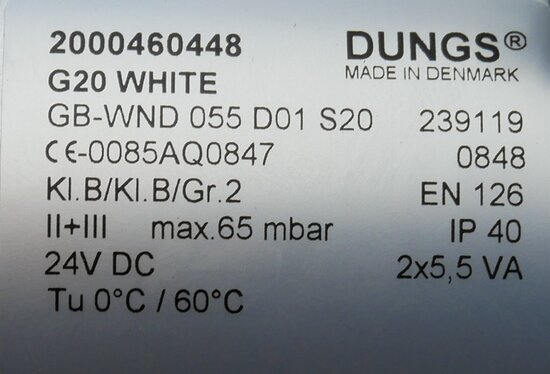 2000460448 DUNGS®
G20 WHITE MADE IN DENMARK
GB-WND 055 D01 S20 239119
CE-0085AQ0847 0848
Kl.B/Kl.B/Gr.2 EN 126
II+III max.65 mbar IP 40
24V DC 2x5,5 VA
Tu 0°C / 60°C